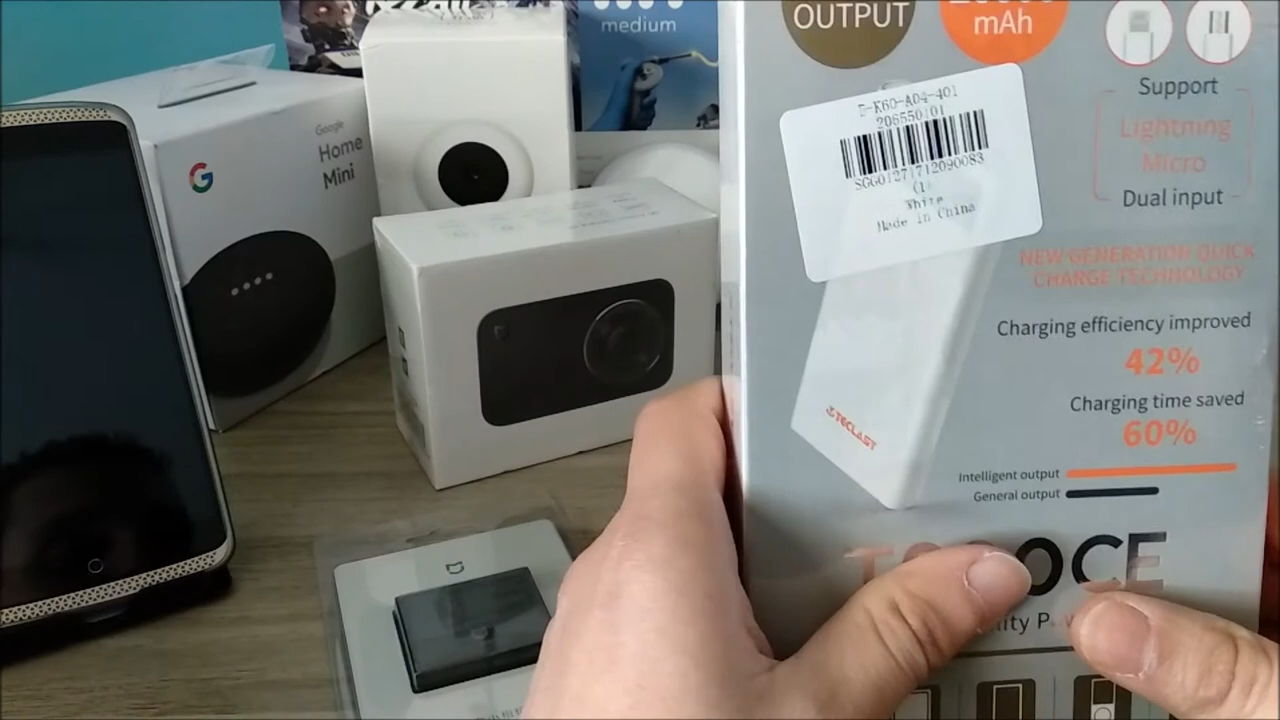 medium
Google
Home
Mini
G
OUTPUT
mAh
Support
Lightning
Micro
Dual input
E-K60-A04-401
206550101
SGG01271712090083
(1)
White
Made in China
NEW GENERATION QUICK
CHARGE TECHNOLOGY
Charging efficiency improved
42%
Charging time saved
60%
TECLAST
Intelligent output
General output
OCE